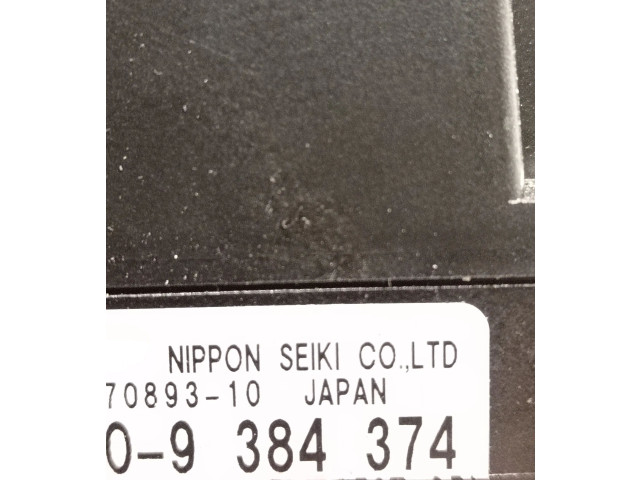 NIPPON SEIKI CO.,LTD
70893-10 JAPAN
0-9 384 374